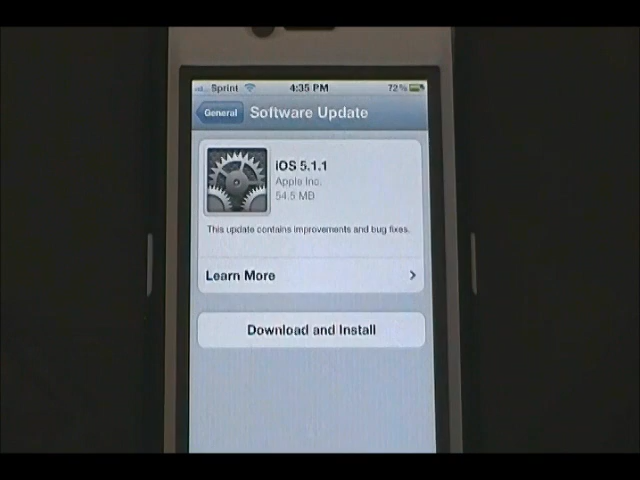 Sprint 4:35 PM 72%
General Software Update
iOS 5.1.1
Apple Inc.
54.5 MB
This update contains improvements and bug fixes.
Learn More
Download and Install